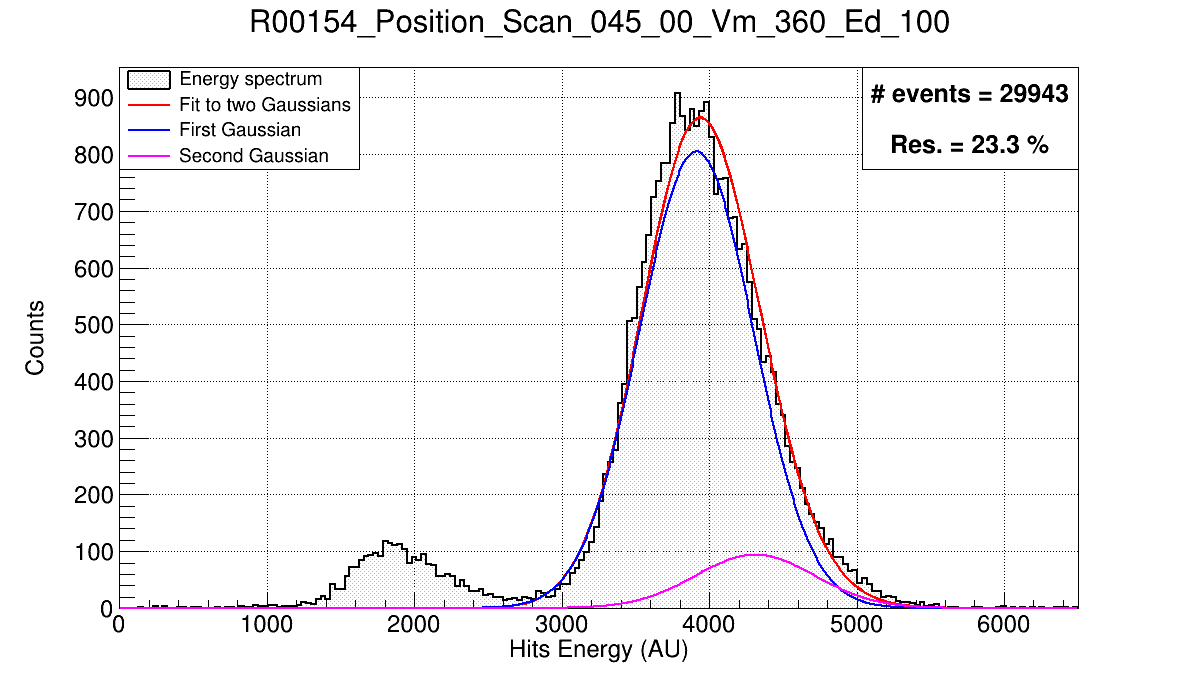 R00154_Position_Scan_045_00_Vm_360_Ed_100
Energy spectrum
Fit to two Gaussians
First Gaussian
Second Gaussian
# events = 29943
Res. = 23.3 %
900
800
700
600
500
400
300
200
100
0
Counts
0 1000 2000 3000 4000 5000 6000
Hits Energy (AU)